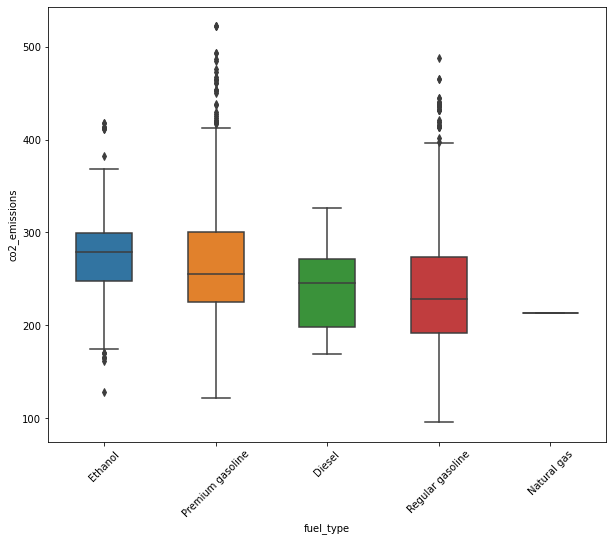 500
400
300
200
100
co2_emissions
Ethanol
Premium gasoline
Diesel
Regular gasoline
Natural gas
fuel_type